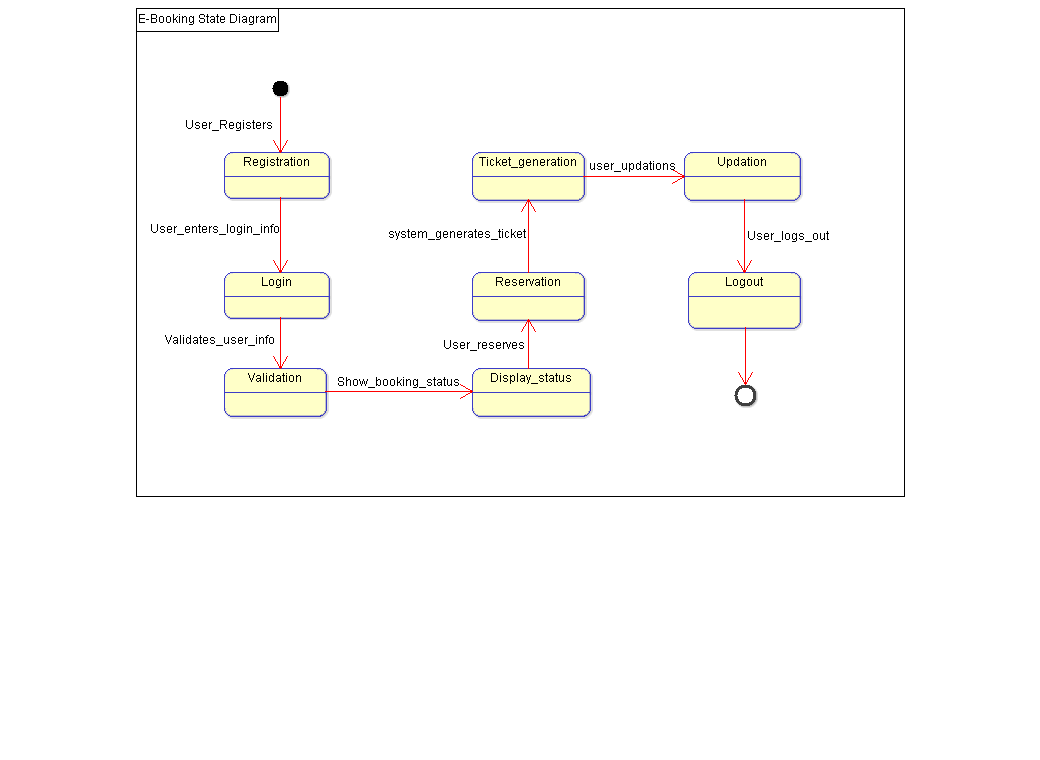 E-Booking State Diagram
User_Registers
Registration
User_enters_login_info
Login
Validates_user_info
Validation
Show_booking_status
Display_status
User_reserves
Reservation
system_generates_ticket
Ticket_generation
user_updations
Updation
User_logs_out
Logout